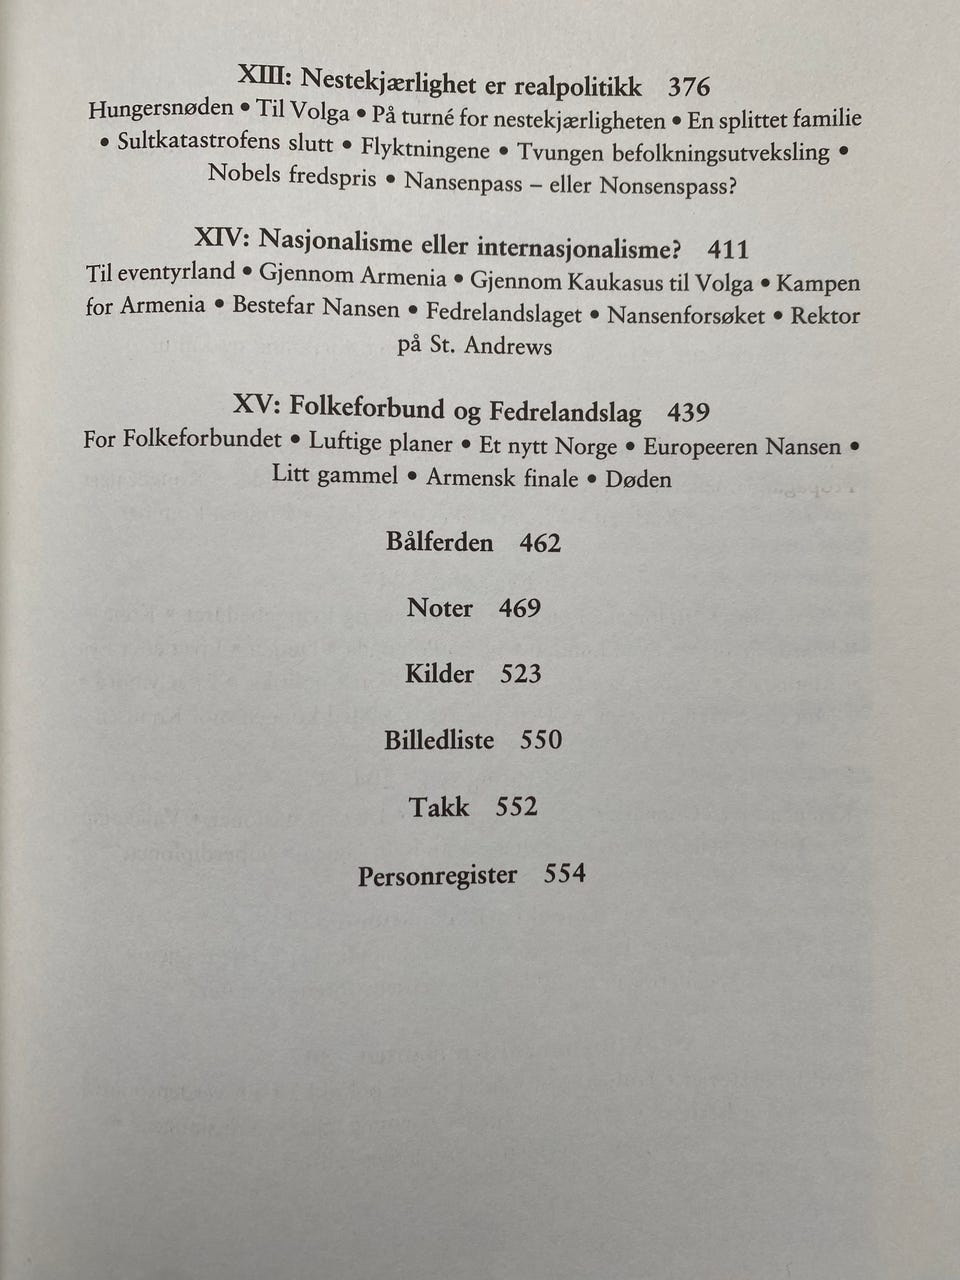 XIII: Nestekjærlighet er realpolitikk 376
Hungersnøden • Til Volga • På turné for nestekjærligheten • En splittet familie
• Sultkatastrofens slutt • Flyktningene • Tvungen befolkningsutveksling •
Nobels fredspris • Nansenpass – eller Nonsenspass?
XIV: Nasjonalisme eller internasjonalisme? 411
Til eventyrland • Gjennom Armenia • Gjennom Kaukasus til Volga • Kampen
for Armenia • Bestefar Nansen • Fedrelandslaget • Nansenforsøket • Rektor
på St. Andrews
XV: Folkeforbund og Fedrelandslag 439
For Folkeforbundet • Luftige planer • Et nytt Norge • Europeeren Nansen •
Litt gammel • Armensk finale • Døden
Bålferden 462
Noter 469
Kilder 523
Billedliste 550
Takk 552
Personregister 554